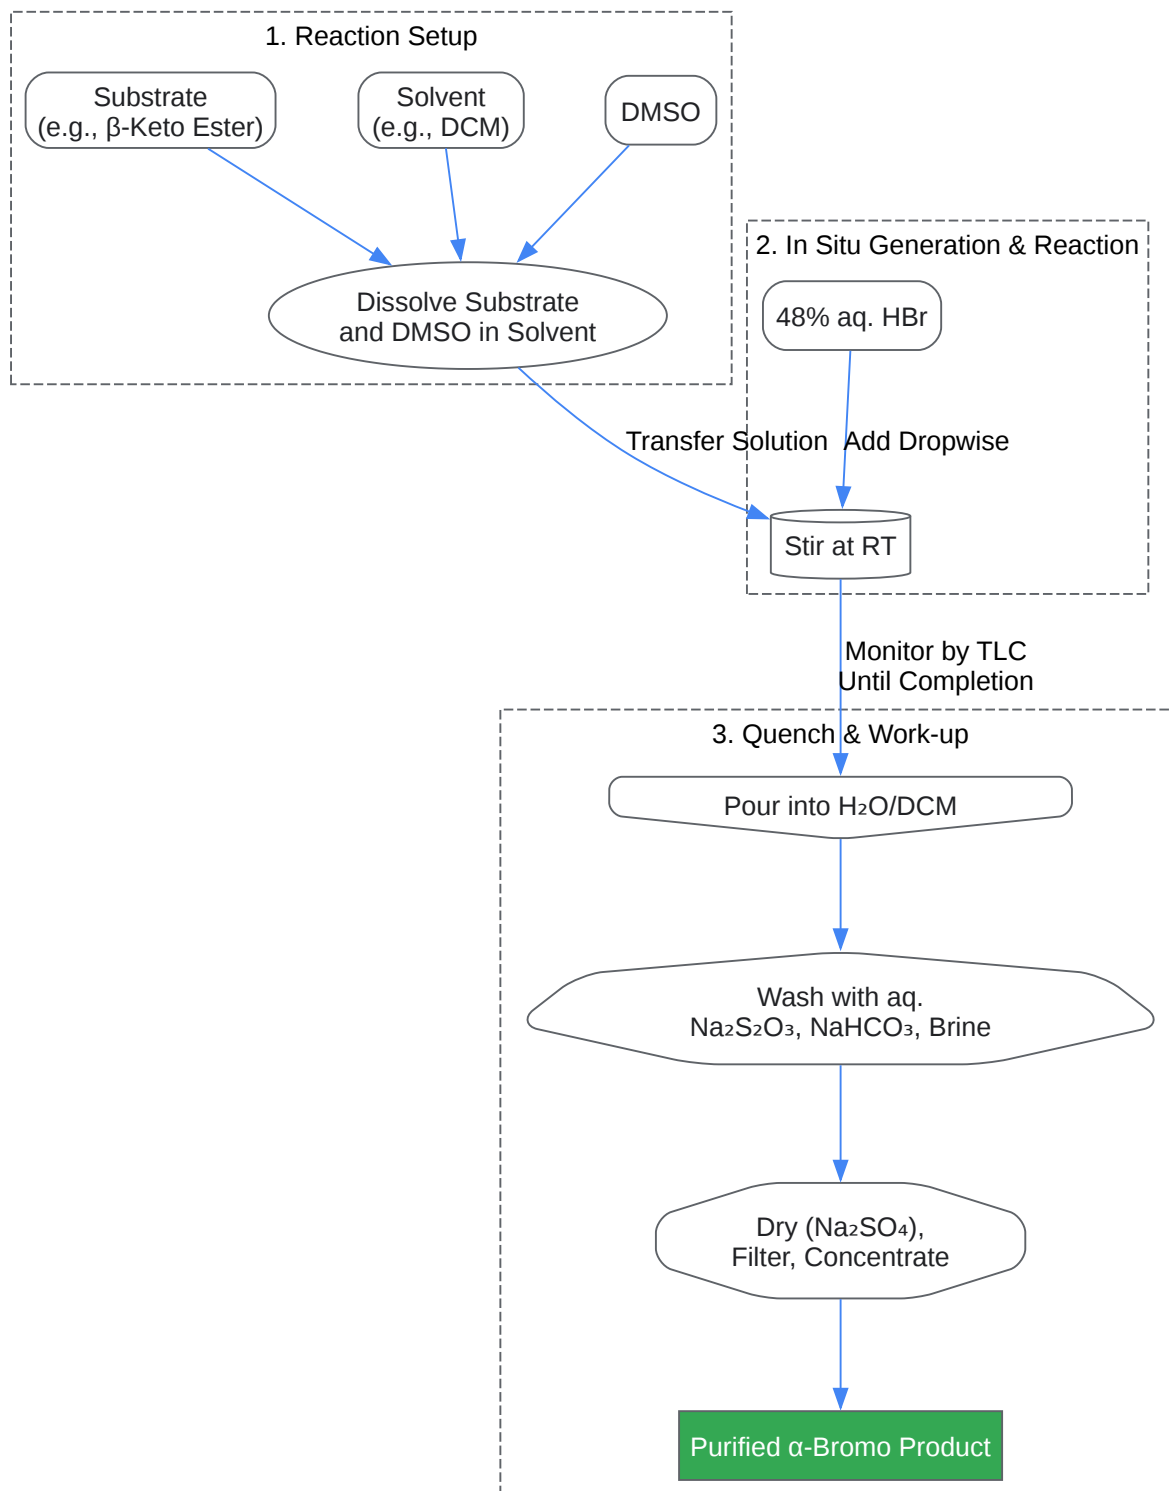 1. Reaction Setup
Substrate
(e.g., β-Keto Ester)
Solvent
(e.g., DCM)
DMSO
Dissolve Substrate
and DMSO in Solvent
2. In Situ Generation & Reaction
48% aq. HBr
Transfer Solution
Add Dropwise
Stir at RT
Monitor by TLC
Until Completion
3. Quench & Work-up
Pour into H₂O/DCM
Wash with aq.
Na₂S₂O₃, NaHCO₃, Brine
Dry (Na₂SO₄),
Filter, Concentrate
Purified α-Bromo Product